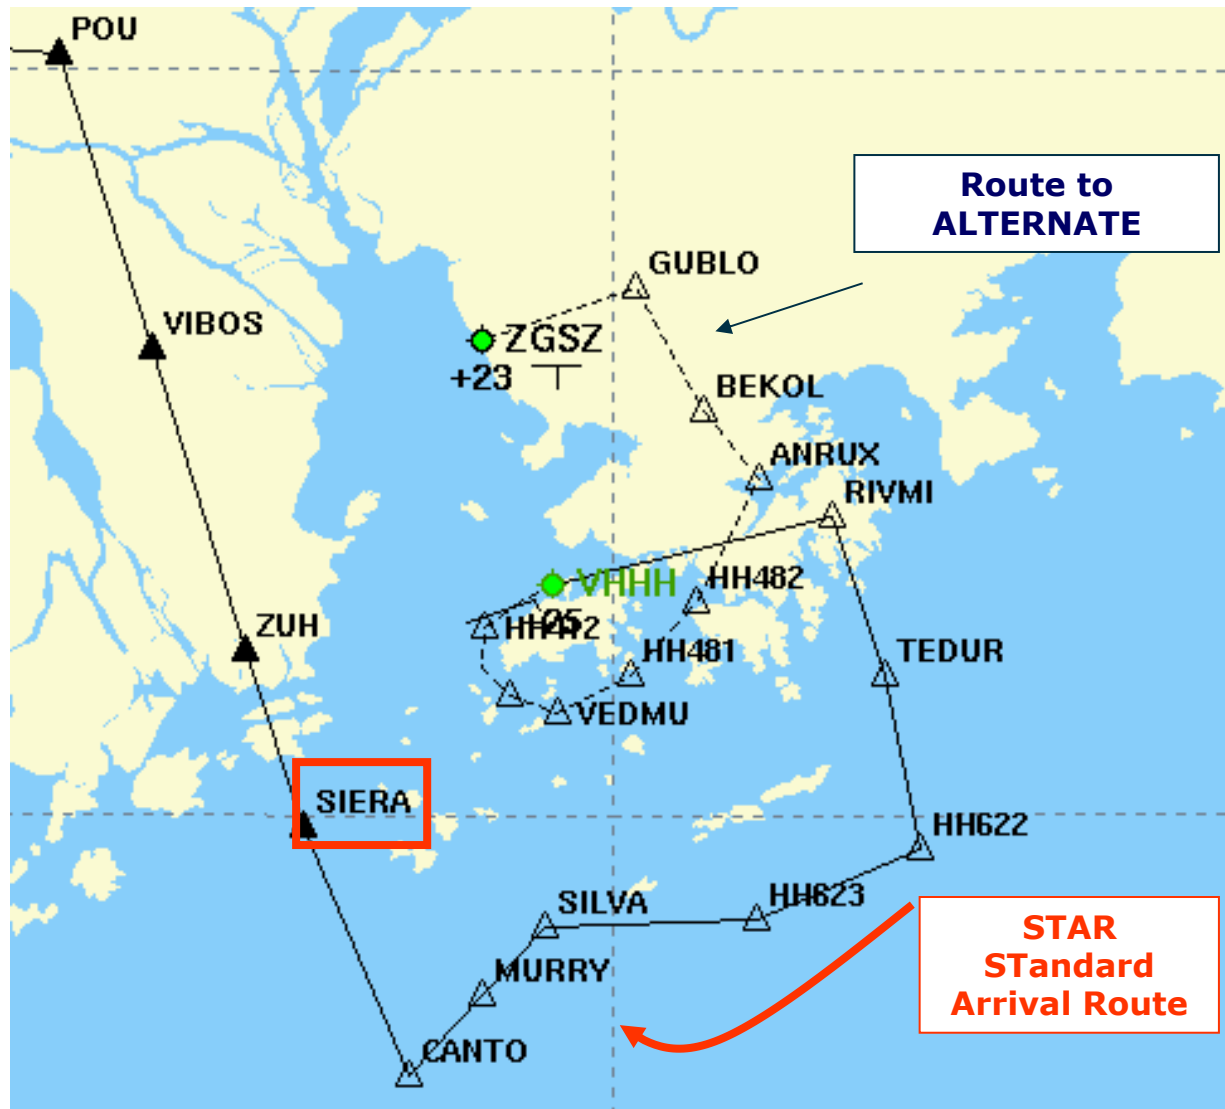 POU
Route to
ALTERNATE
GUBLO
VIBOS
ZGSZ
+23
BEKOL
ANRUX
RIVMI
VHHH
HH482
ZUH
HH412
HH481
TEDUR
VEDMU
SIERA
HH622
SILVA
HH623
STAR
STandard
Arrival Route
MURRY
CANTO